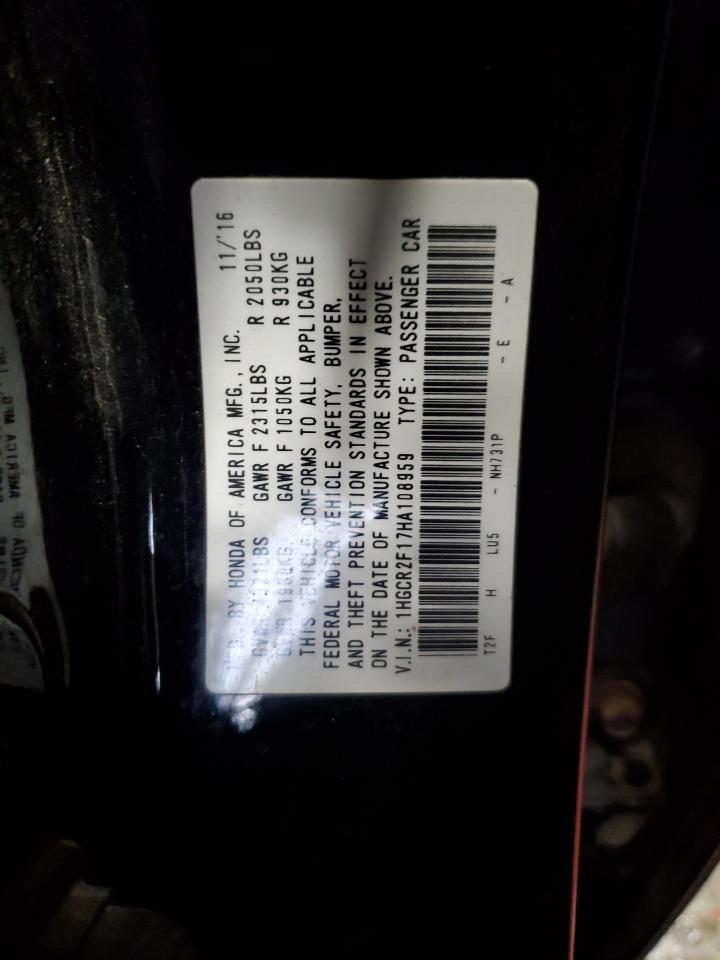 BY HONDA OF AMERICA MFG., INC. 11/'16
GAWR F 2315LBS R 2050LBS
GAWR F 1050KG R 930KG
THIS VEHICLE CONFORMS TO ALL APPLICABLE
FEDERAL MOTOR VEHICLE SAFETY, BUMPER,
AND THEFT PREVENTION STANDARDS IN EFFECT
ON THE DATE OF MANUFACTURE SHOWN ABOVE.
V.I.N.: 1HGCR2F17HA108959 TYPE: PASSENGER CAR
T2F H LU5 - NH731P - E - A